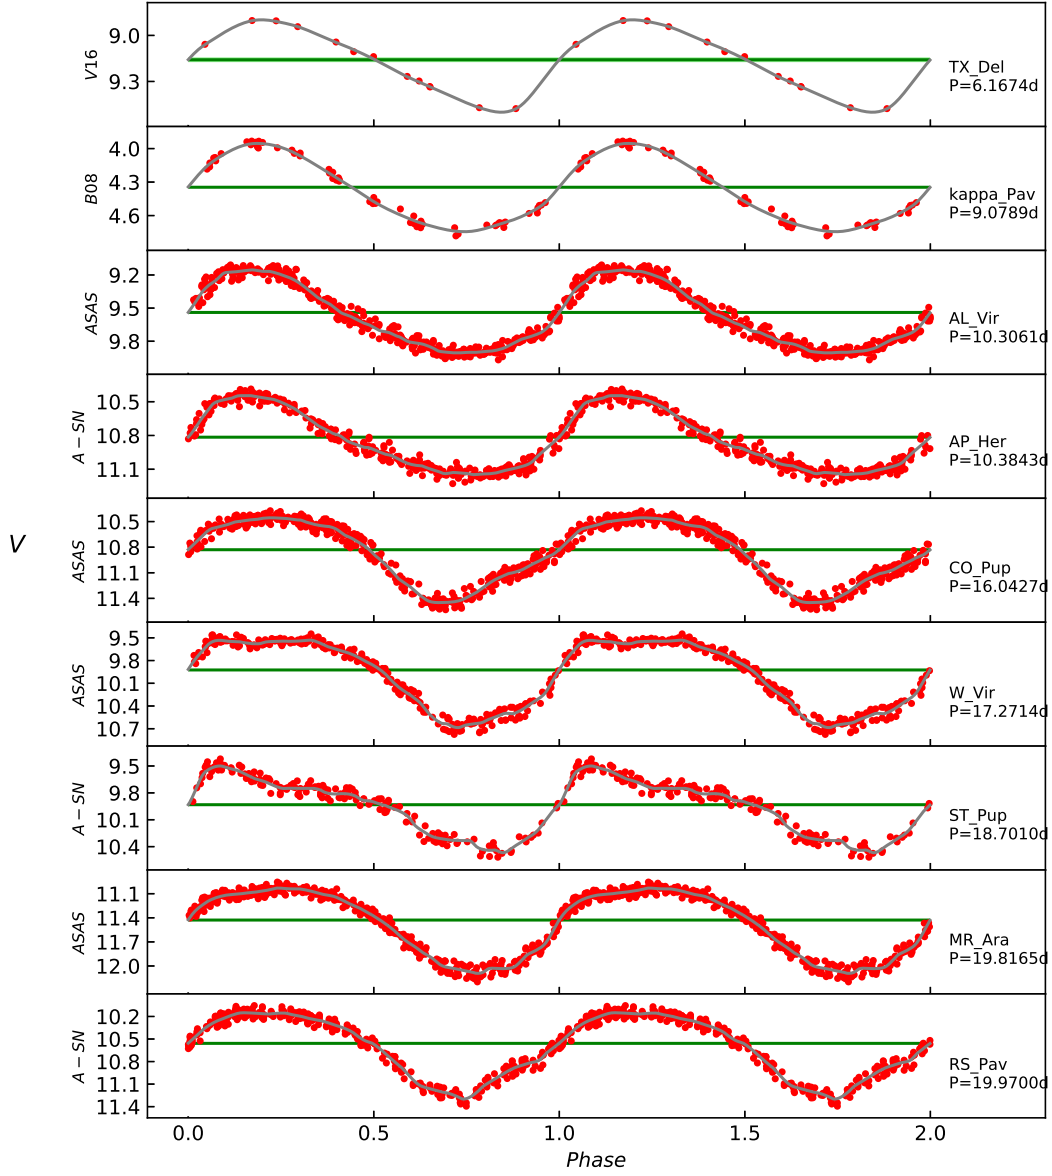 V
V16
9.0
9.3
TX_Del
P=6.1674d
B08
4.0
4.3
4.6
kappa_Pav
P=9.0789d
ASAS
9.2
9.5
9.8
AL_Vir
P=10.3061d
A − SN
10.5
10.8
11.1
AP_Her
P=10.3843d
ASAS
10.5
10.8
11.1
11.4
CO_Pup
P=16.0427d
ASAS
9.5
9.8
10.1
10.4
10.7
W_Vir
P=17.2714d
A − SN
9.5
9.8
10.1
10.4
ST_Pup
P=18.7010d
ASAS
11.1
11.4
11.7
12.0
MR_Ara
P=19.8165d
A − SN
10.2
10.5
10.8
11.1
11.4
RS_Pav
P=19.9700d
0.0 0.5 1.0 1.5 2.0
Phase